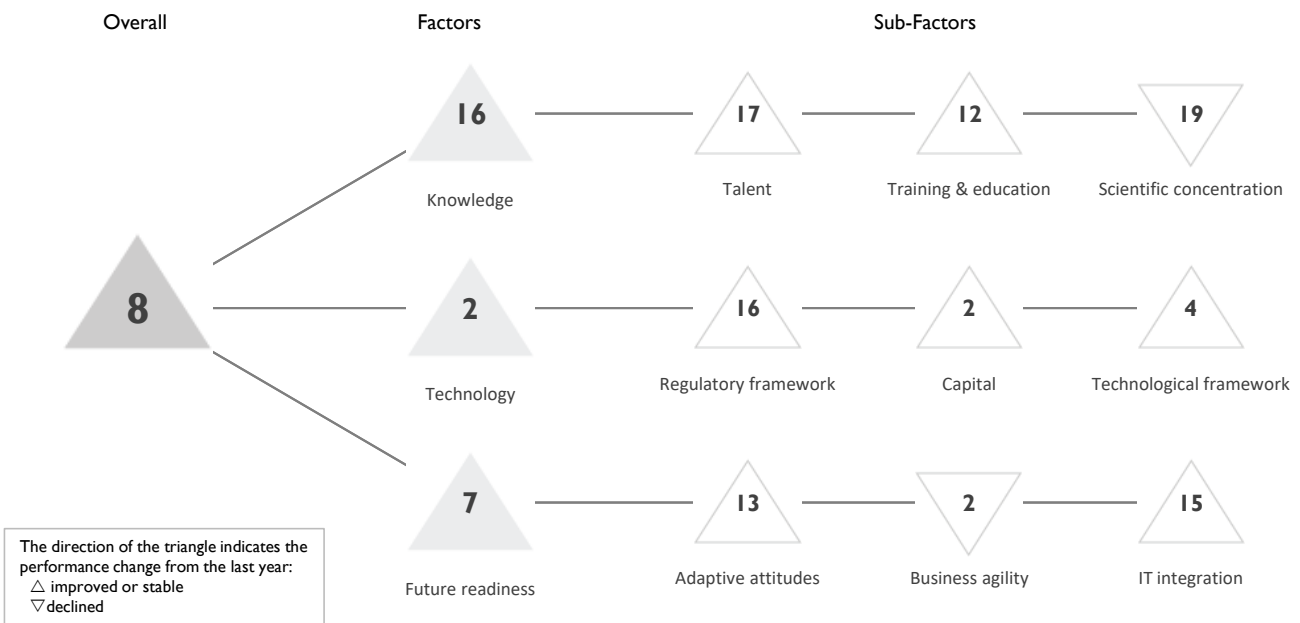 Overall
Factors
Sub-Factors
16
17
12
19
Knowledge
Talent
Training & education
Scientific concentration
8
2
16
2
4
Technology
Regulatory framework
Capital
Technological framework
7
13
2
15
Future readiness
Adaptive attitudes
Business agility
IT integration
The direction of the triangle indicates the
performance change from the last year:
△ improved or stable
▽ declined